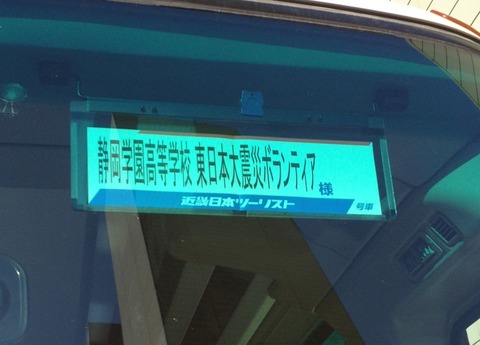 静岡学園高等学校 東日本大震災ボランティア 様
近畿日本ツーリスト 号車